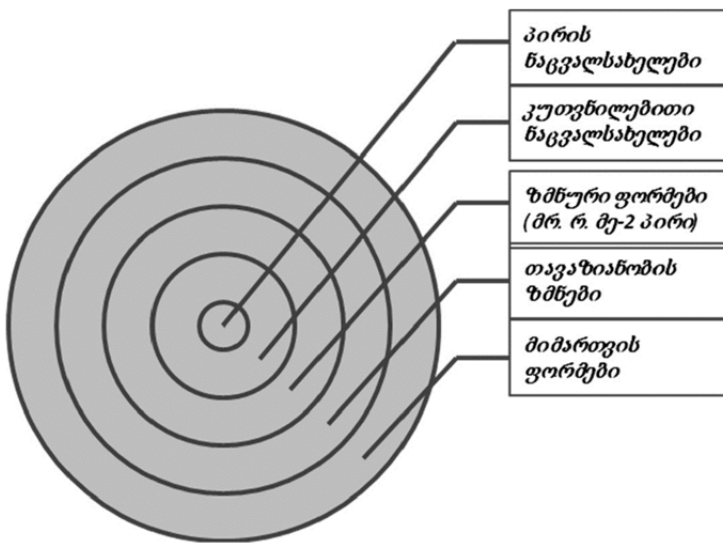 პირის
ნაცვალსახელები
კუთვნილებითი
ნაცვალსახელები
ზმნური ფორმები
(მრ. რ. მე-2 პირი)
თავაზიანობის
ზმნები
მიმართვის
ფორმები